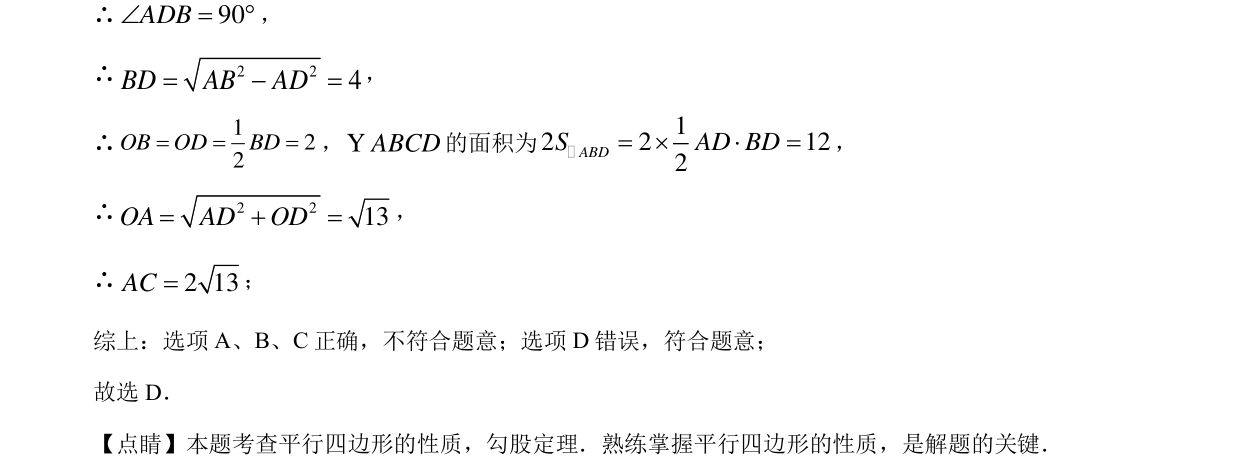 ∴ ∠ADB = 90°，
∴ BD = √(AB² − AD²) = 4，
∴ OB = OD = 1/2 BD = 2，Y ABCD 的面积为 2S□ABD = 2 × 1/2 AD · BD = 12，
∴ OA = √(AD² + OD²) = √13，
∴ AC = 2√13；
综上：选项 A、B、C 正确，不符合题意；选项 D 错误，符合题意；
故选 D．
【点睛】本题考查平行四边形的性质，勾股定理．熟练掌握平行四边形的性质，是解题的关键．